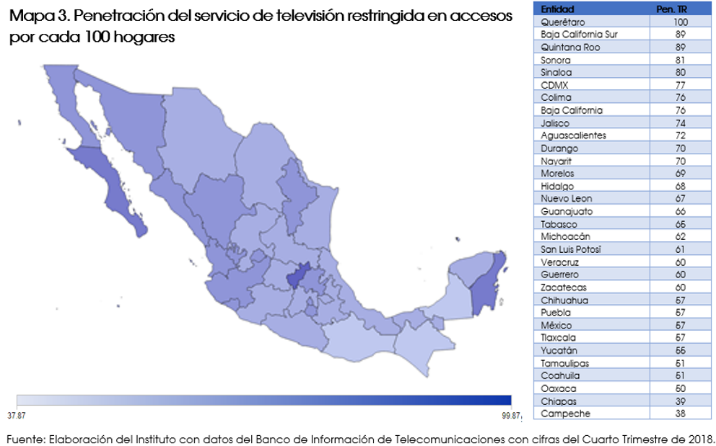 Mapa 3. Penetración del servicio de televisión restringida en accesos
por cada 100 hogares
Entidad Pen. TR
Querétaro 100
Baja California Sur 89
Quintana Roo 89
Sonora 81
Sinaloa 80
CDMX 77
Colima 76
Baja California 76
Jalisco 74
Aguascalientes 72
Durango 70
Nayarit 70
Morelos 69
Hidalgo 68
Nuevo Leon 67
Guanajuato 66
Tabasco 65
Michoacán 62
San Luis Potosí 61
Veracruz 60
Guerrero 60
Zacatecas 60
Chihuahua 57
Puebla 57
México 57
Tlaxcala 57
Yucatán 55
Tamaulipas 51
Coahuila 51
Oaxaca 50
Chiapas 39
Campeche 38
37.87 99.87
Fuente: Elaboración del Instituto con datos del Banco de Información de Telecomunicaciones con cifras del Cuarto Trimestre de 2018.